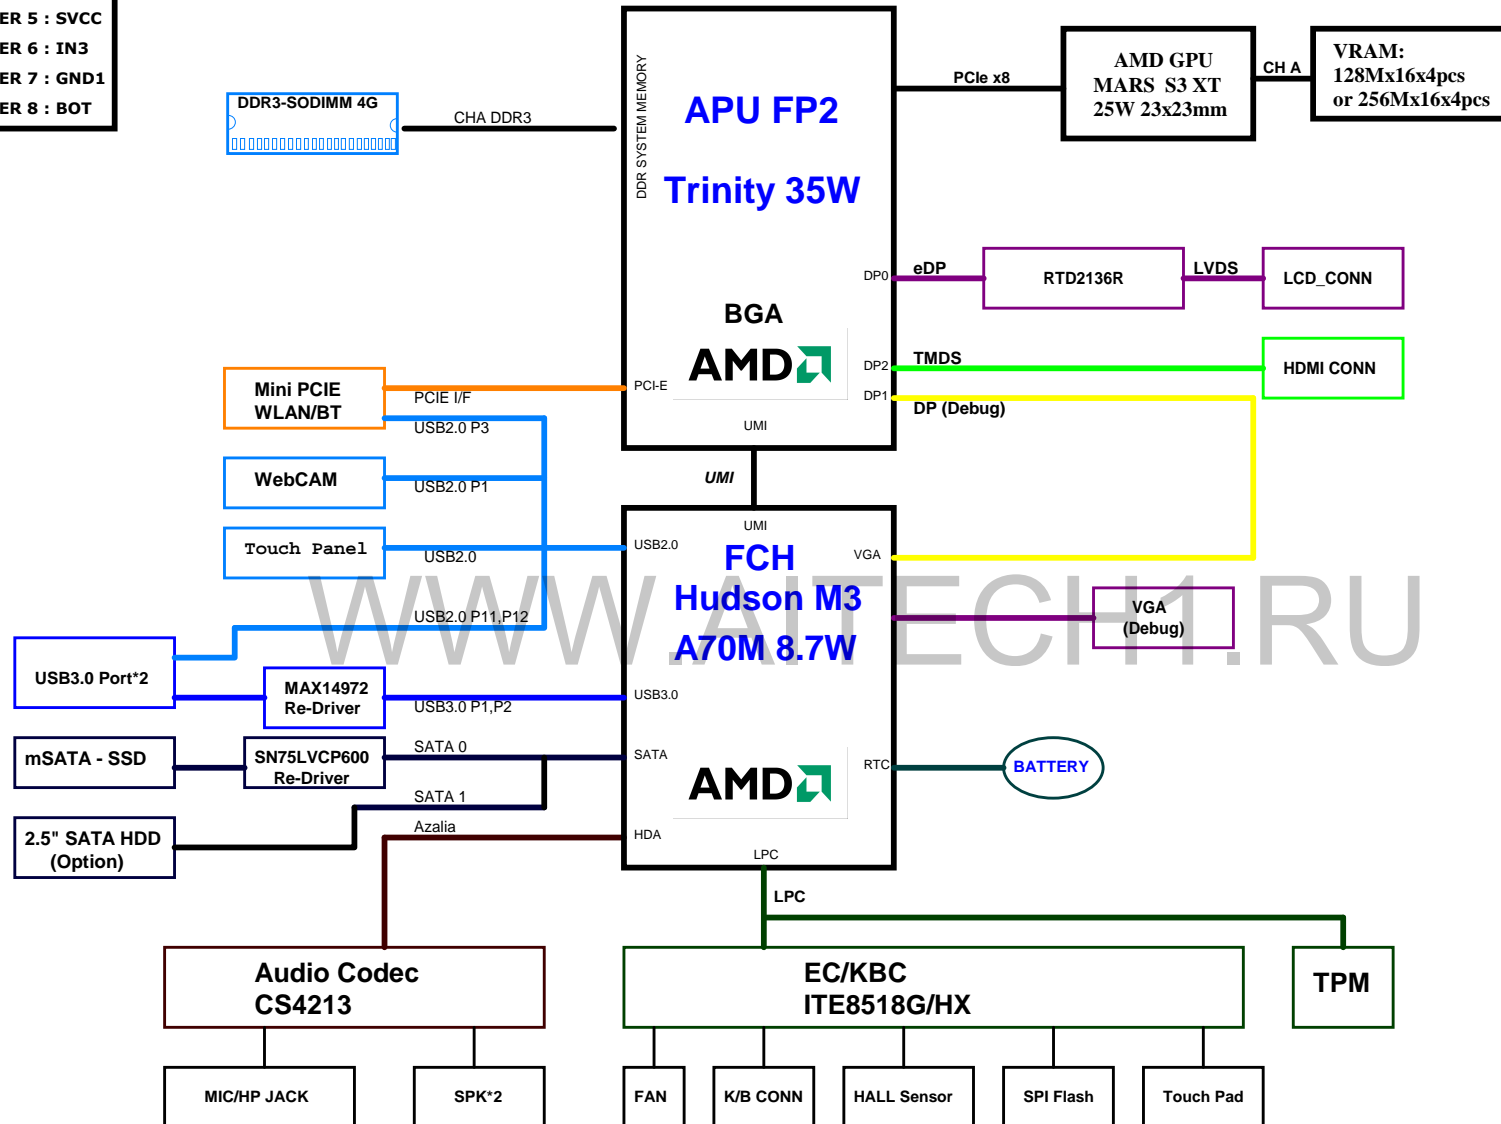 ER 5 : SVCC
ER 6 : IN3
ER 7 : GND1
ER 8 : BOT
DDR3-SODIMM 4G
CHA DDR3
DDR SYSTEM MEMORY
APU FP2
Trinity 35W
BGA
AMD
PCIe x8
AMD GPU
MARS S3 XT
25W 23x23mm
CH A
VRAM:
128Mx16x4pcs
or 256Mx16x4pcs
DP0
eDP
RTD2136R
LVDS
LCD_CONN
DP2
TMDS
HDMI CONN
DP1
DP (Debug)
Mini PCIE
WLAN/BT
PCIE I/F
USB2.0 P3
PCI-E
UMI
UMI
UMI
WebCAM
USB2.0 P1
Touch Panel
USB2.0
USB2.0
FCH
Hudson M3
A70M 8.7W
VGA
VGA
(Debug)
WWW.AITECH1.RU
USB2.0 P11,P12
USB3.0 Port*2
MAX14972
Re-Driver
USB3.0 P1,P2
USB3.0
mSATA - SSD
SN75LVCP600
Re-Driver
SATA 0
SATA
SATA 1
2.5" SATA HDD
(Option)
Azalia
HDA
AMD
RTC
BATTERY
LPC
LPC
Audio Codec
CS4213
EC/KBC
ITE8518G/HX
TPM
MIC/HP JACK
SPK*2
FAN
K/B CONN
HALL Sensor
SPI Flash
Touch Pad